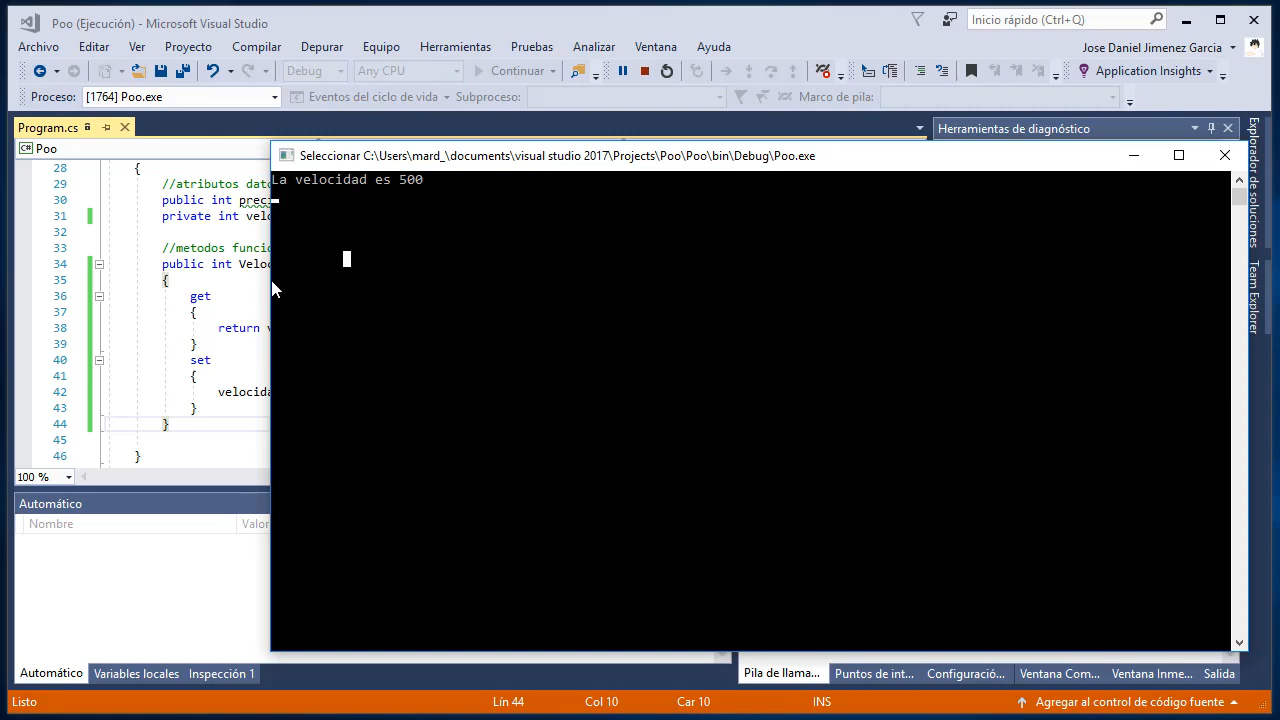 Poo (Ejecución) - Microsoft Visual Studio
Inicio rápido (Ctrl+Q)
Archivo Editar Ver Proyecto Compilar Depurar Equipo Herramientas Pruebas Analizar Ventana Ayuda
Jose Daniel Jimenez Garcia
Debug Any CPU Continuar Application Insights
Proceso: [1764] Poo.exe Eventos del ciclo de vida Subproceso: Marco de pila:
Program.cs
Herramientas de diagnóstico
C# Poo
Seleccionar C:\Users\mard_\documents\visual studio 2017\Projects\Poo\Poo\bin\Debug\Poo.exe
La velocidad es 500
28 {
29 //atributos dato
30 public int preci
31 private int velo
32
33 //metodos funci
34 public int Veloc
35 {
36 get
37 {
38 return v
39 }
40 set
41 {
42 velocida
43 }
44 }
45
46 }
100 %
Explorador de soluciones
Team Explorer
Automático
Nombre Valor
Automático Variables locales Inspección 1
Pila de llama... Puntos de int... Configuració... Ventana Com... Ventana Inme... Salida
Listo Lín 44 Col 10 Car 10 INS Agregar al control de código fuente